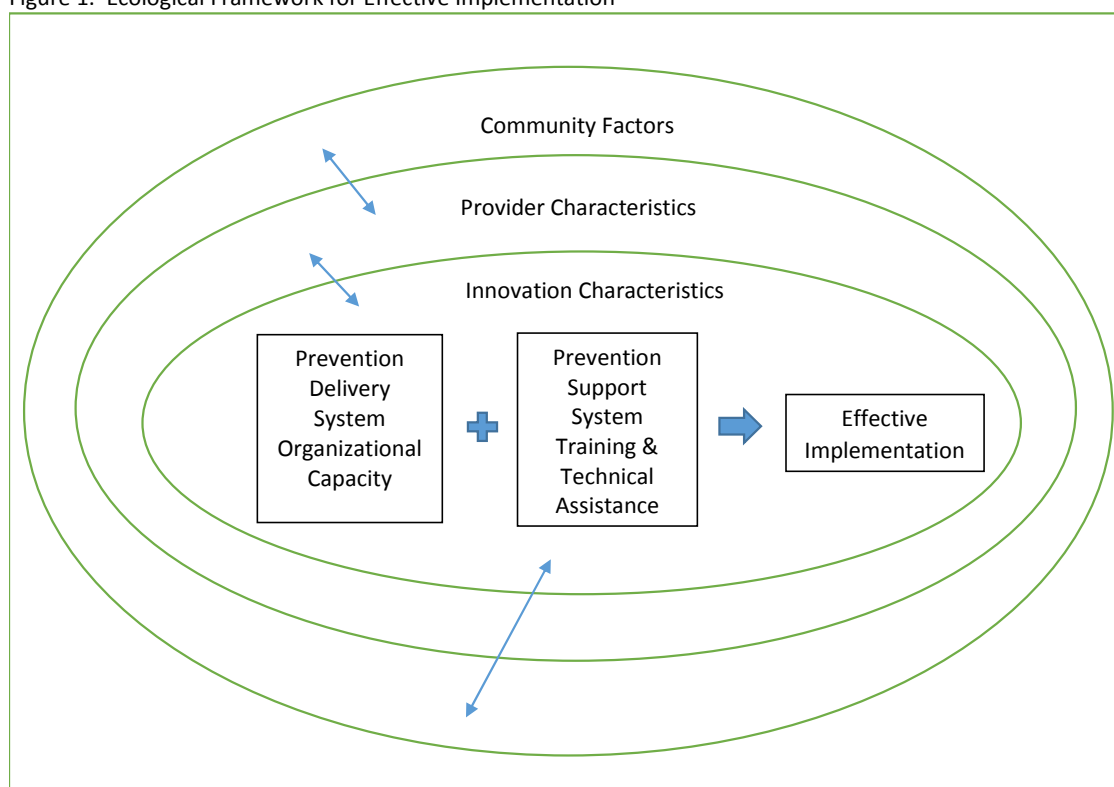 Figure 1: Ecological Framework for Effective Implementation
Community Factors
Provider Characteristics
Innovation Characteristics
Prevention
Delivery
System
Organizational
Capacity
Prevention
Support
System
Training &
Technical
Assistance
Effective
Implementation